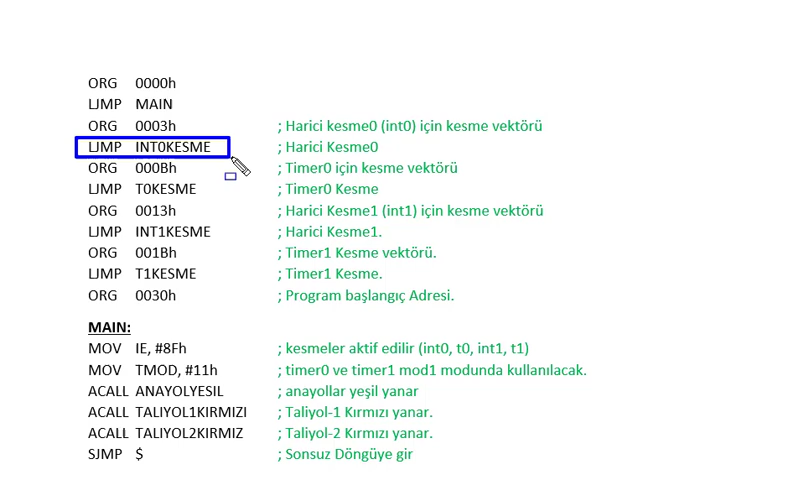 ORG 0000h
LJMP MAIN
ORG 0003h ; Harici kesme0 (int0) için kesme vektörü
LJMP INT0KESME ; Harici Kesme0
ORG 000Bh ; Timer0 için kesme vektörü
LJMP T0KESME ; Timer0 Kesme
ORG 0013h ; Harici Kesme1 (int1) için kesme vektörü
LJMP INT1KESME ; Harici Kesme1.
ORG 001Bh ; Timer1 Kesme vektörü.
LJMP T1KESME ; Timer1 Kesme.
ORG 0030h ; Program başlangıç Adresi.
MAIN:
MOV IE, #8Fh ; kesmeler aktif edilir (int0, t0, int1, t1)
MOV TMOD, #11h ; timer0 ve timer1 mod1 modunda kullanılacak.
ACALL ANAYOLYESIL ; anayollar yeşil yanar
ACALL TALIYOL1KIRMIZI ; Taliyol-1 Kırmızı yanar.
ACALL TALIYOL2KIRMIZ ; Taliyol-2 Kırmızı yanar.
SJMP $ ; Sonsuz Döngüye gir